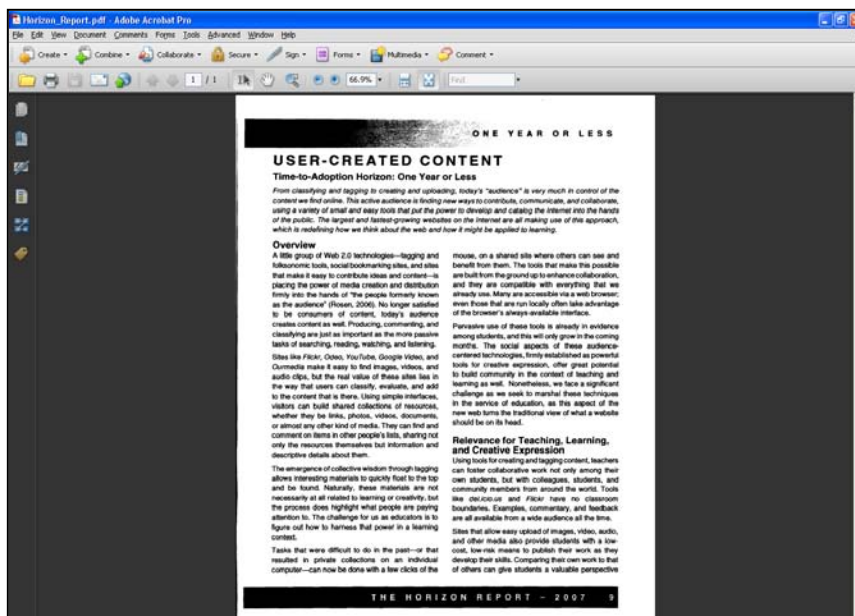 Horizon_Report.pdf - Adobe Acrobat Pro
File Edit View Document Comments Forms Tools Advanced Window Help
Create Combine Collaborate Secure Sign Forms Multimedia Comment
1 / 1 66.9% Find
ONE YEAR OR LESS
USER-CREATED CONTENT
Time-to-Adoption Horizon: One Year or Less
From classifying and tagging to creating and uploading, today's "audience" is very much in control of the
content we find online. This active audience is finding new ways to contribute, communicate, and collaborate,
using a variety of small and easy tools that put the power to develop and catalog the Internet into the hands
of the public. The largest and fastest-growing websites on the Internet are all making use of this approach,
which is redefining how we think about the web and how it might be applied to learning.
Overview
A little group of Web 2.0 technologies—tagging and
folksonomic tools, social bookmarking sites, and sites
that make it easy to contribute ideas and content—is
placing the power of media creation and distribution
firmly into the hands of "the people formerly known
as the audience" (Rosen, 2006). No longer satisfied
to be consumers of content, today's audience
creates content as well. Producing, commenting, and
classifying are just as important as the more passive
tasks of searching, reading, watching, and listening.
Sites like Flickr, Odeo, YouTube, Google Video, and
Ourmedia make it easy to find images, videos, and
audio clips, but the real value of these sites lies in
the way that users can classify, evaluate, and add
to the content that is there. Using simple interfaces,
visitors can build shared collections of resources,
whether they be links, photos, videos, documents,
or almost any other kind of media. They can find and
comment on items in other people's lists, sharing not
only the resources themselves but information and
descriptive details about them.
The emergence of collective wisdom through tagging
allows interesting materials to quickly float to the top
and be found. Naturally, these materials are not
necessarily at all related to learning or creativity, but
the process does highlight what people are paying
attention to. The challenge for us as educators is to
figure out how to harness that power in a learning
context.
Tasks that were difficult to do in the past—or that
resulted in private collections on an individual
computer—can now be done with a few clicks of the
mouse, on a shared site where others can see and
benefit from them. The tools that make this possible
are built from the ground up to enhance collaboration,
and they are compatible with everything that we
already use. Many are accessible via a web browser;
even those that are run locally often take advantage
of the browser's always-available interface.
Pervasive use of these tools is already in evidence
among students, and this will only grow in the coming
months. The social aspects of these audience-
centered technologies, firmly established as powerful
tools for creative expression, offer great potential
to build community in the context of teaching and
learning as well. Nonetheless, we face a significant
challenge as we seek to marshal these techniques
in the service of education, as this aspect of the
new web turns the traditional view of what a website
should be on its head.
Relevance for Teaching, Learning,
and Creative Expression
Using tools for creating and tagging content, teachers
can foster collaborative work not only among their
own students, but with colleagues, students, and
community members from around the world. Tools
like del.icio.us and Flickr have no classroom
boundaries. Examples, commentary, and feedback
are all available from a wide audience all the time.
Sites that allow easy upload of images, video, audio,
and other media also provide students with a low-
cost, low-risk means to publish their work as they
develop their skills. Comparing their own work to that
of others can give students a valuable perspective
THE HORIZON REPORT – 2007 9